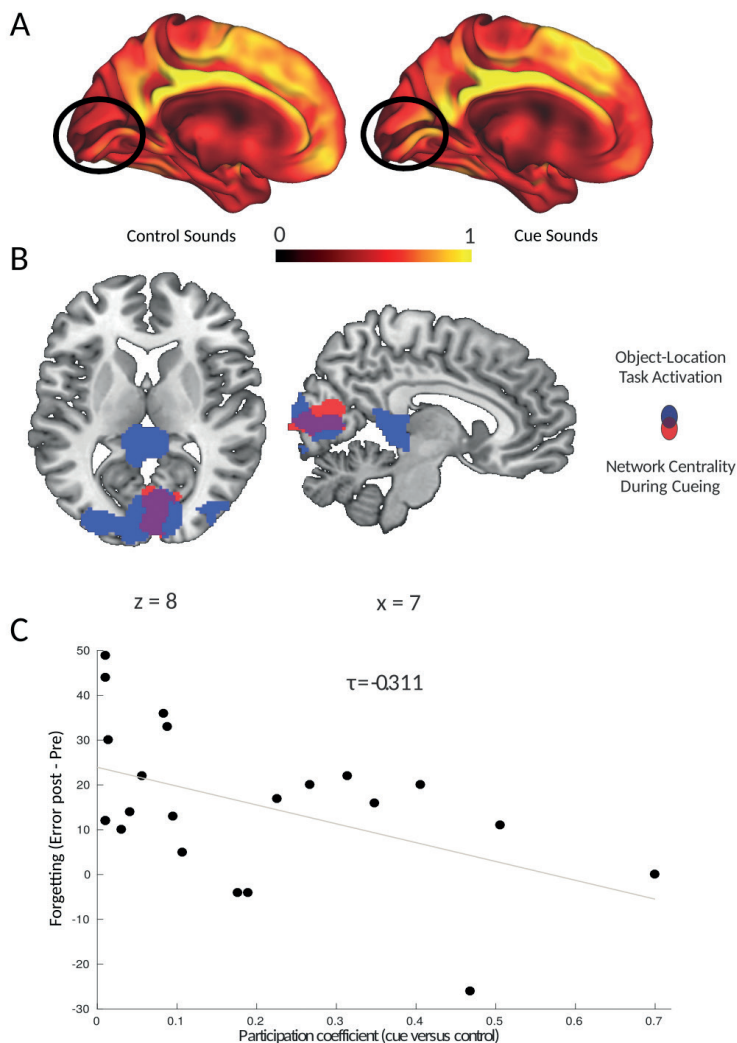 A
Control Sounds
0
1
Cue Sounds
B
Object-Location
Task Activation
Network Centrality
During Cueing
z = 8
x = 7
C
τ=-0.311
Forgetting (Error post - Pre)
50
40
30
20
10
0
-10
-20
-30
0
0.1
0.2
0.3
0.4
0.5
0.6
0.7
Participation coefficient (cue versus control)